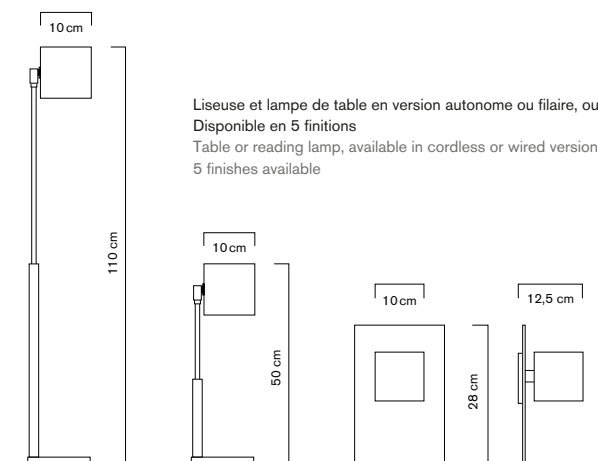 10 cm
Liseuse et lampe de table en version autonome ou filaire, ou
Disponible en 5 finitions
Table or reading lamp, available in cordless or wired version
5 finishes available
110 cm
10 cm
50 cm
10 cm
28 cm
12,5 cm